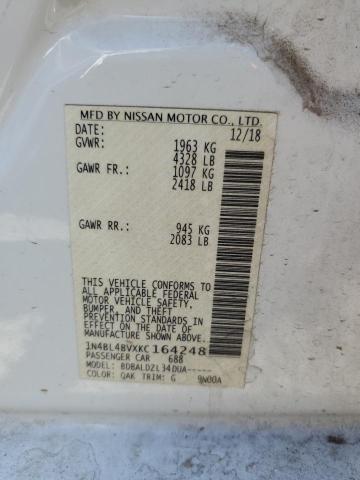 MFD BY NISSAN MOTOR CO., LTD.
DATE 12/18
GVWR: 1963 KG
4328 LB
GAWR FR: 1097 KG
2418 LB
GAWR RR: 945 KG
2083 LB
THIS VEHICLE CONFORMS TO
ALL APPLICABLE FEDERAL
MOTOR VEHICLE SAFETY,
BUMPER, AND THEFT
PREVENTION STANDARDS IN
EFFECT ON THE DATE OF
MANUFACTURE SHOWN ABOVE.
1N4BL4BVXKC164248
PASSENGER CAR 688
MODEL: BDBALDZL34DUA-----
COLOR: QAK TRIM: G 9N00A